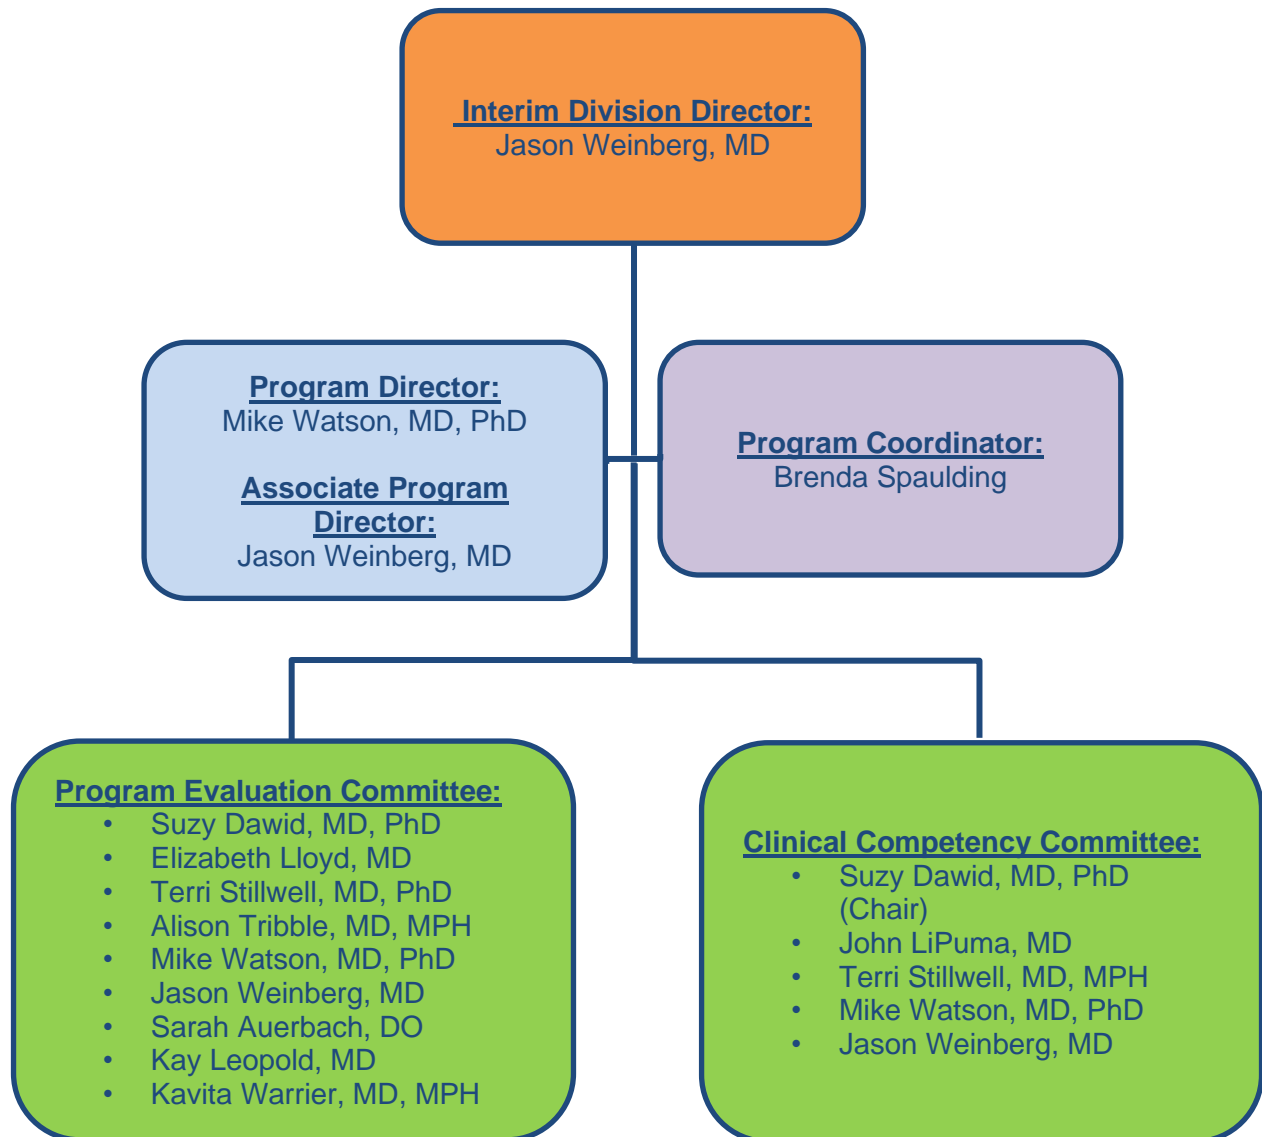 Interim Division Director:
Jason Weinberg, MD
Program Director:
Mike Watson, MD, PhD
Associate Program
Director:
Jason Weinberg, MD
Program Coordinator:
Brenda Spaulding
Program Evaluation Committee:
• Suzy Dawid, MD, PhD
• Elizabeth Lloyd, MD
• Terri Stillwell, MD, PhD
• Alison Tribble, MD, MPH
• Mike Watson, MD, PhD
• Jason Weinberg, MD
• Sarah Auerbach, DO
• Kay Leopold, MD
• Kavita Warrier, MD, MPH
Clinical Competency Committee:
• Suzy Dawid, MD, PhD
(Chair)
• John LiPuma, MD
• Terri Stillwell, MD, MPH
• Mike Watson, MD, PhD
• Jason Weinberg, MD